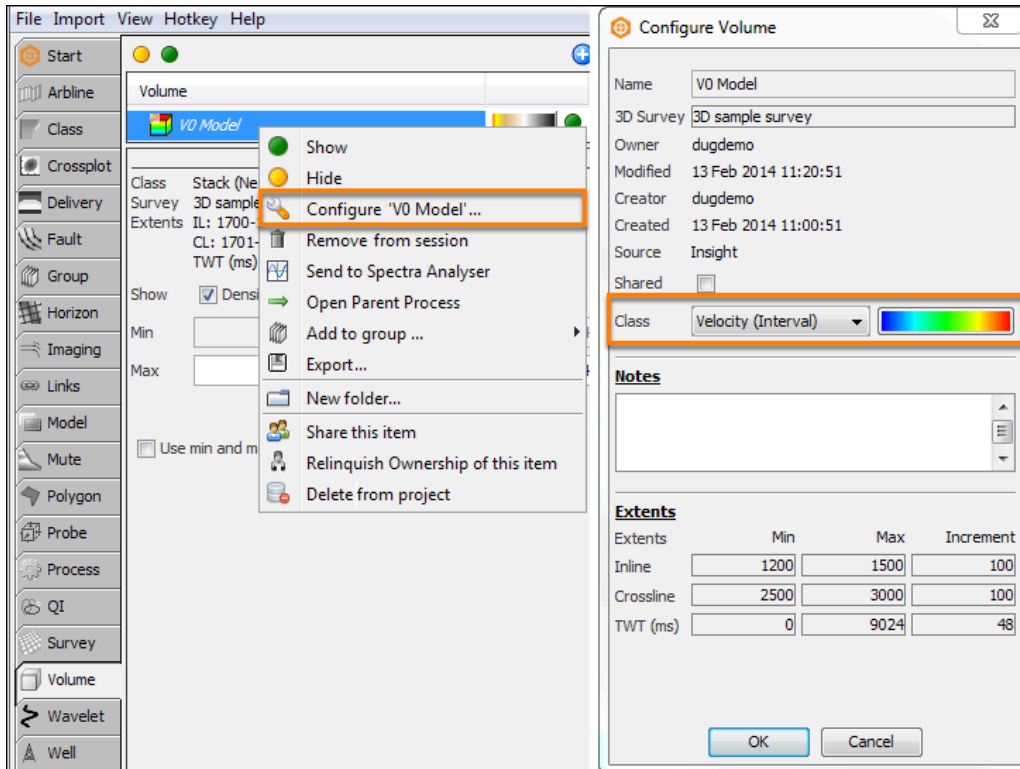 File Import View Hotkey Help
Start
Arbline
Class
Crossplot
Delivery
Fault
Group
Horizon
Imaging
Links
Model
Mute
Polygon
Probe
Process
QI
Survey
Volume
Wavelet
Well
Volume
V0 Model
Class Stack (Ne
Survey 3D sample
Extents IL: 1700-
CL: 1701-
TWT (ms)
Show Densi
Min
Max
Use min and m
Show
Hide
Configure 'V0 Model'...
Remove from session
Send to Spectra Analyser
Open Parent Process
Add to group ...
Export...
New folder...
Share this item
Relinquish Ownership of this item
Delete from project
Configure Volume
Name V0 Model
3D Survey 3D sample survey
Owner dugdemo
Modified 13 Feb 2014 11:20:51
Creator dugdemo
Created 13 Feb 2014 11:00:51
Source Insight
Shared
Class Velocity (Interval)
Notes
Extents
Extents Min Max Increment
Inline 1200 1500 100
Crossline 2500 3000 100
TWT (ms) 0 9024 48
OK Cancel